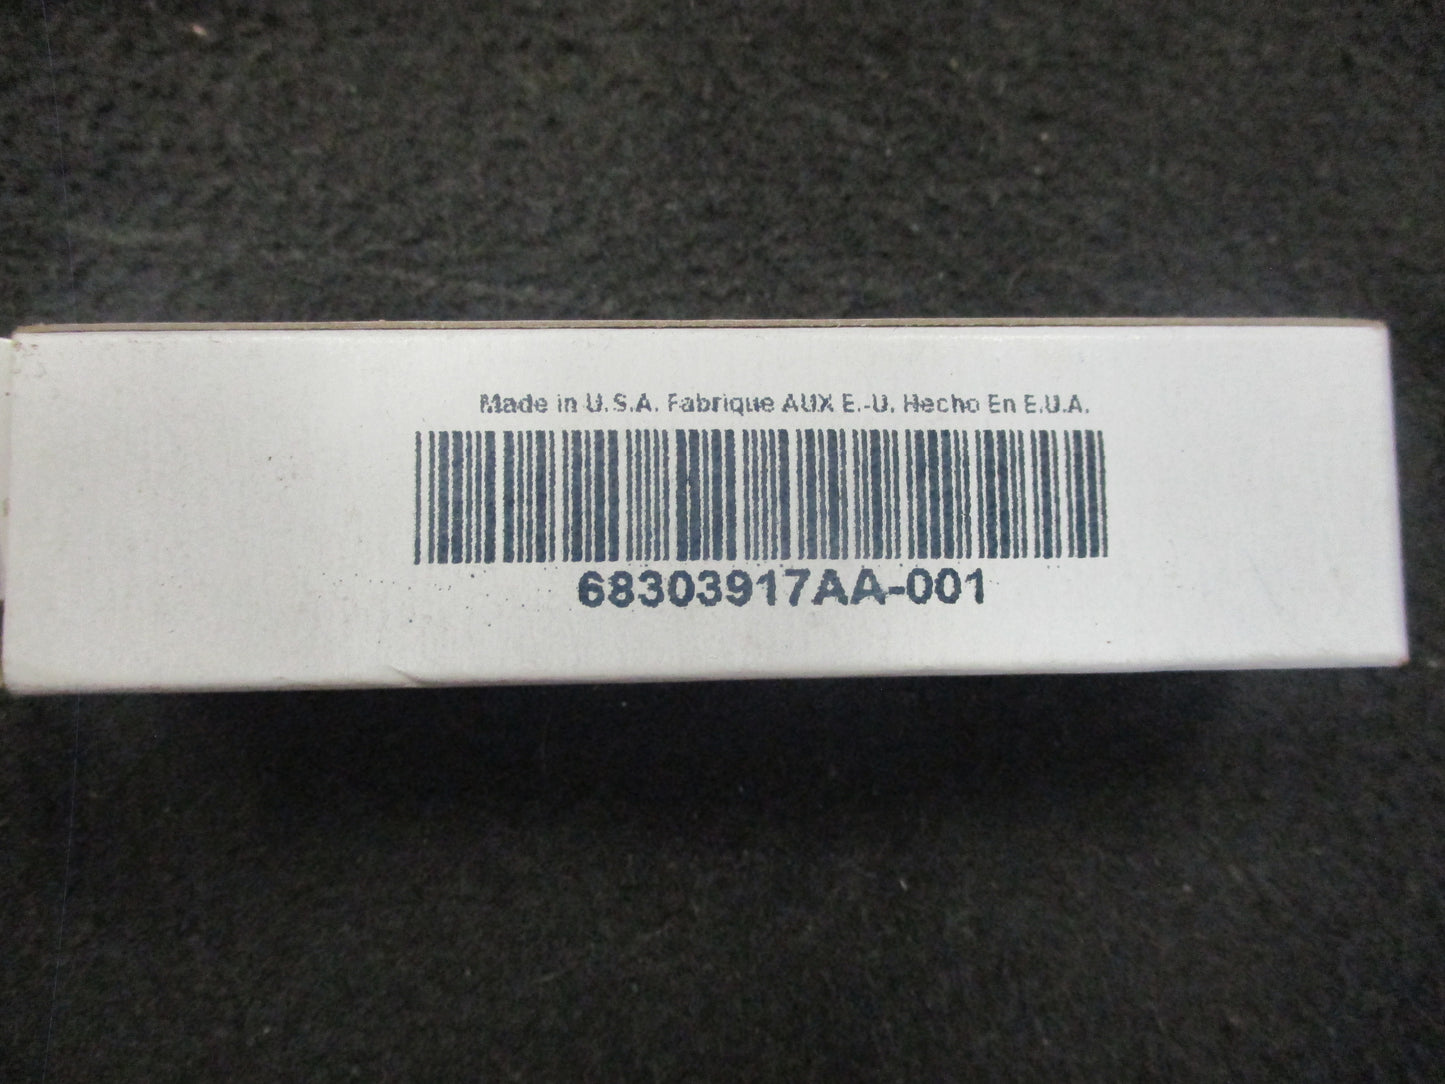 Made in U.S.A. Fabrique AUX E.-U. Hecho En E.U.A.
68303917AA-001